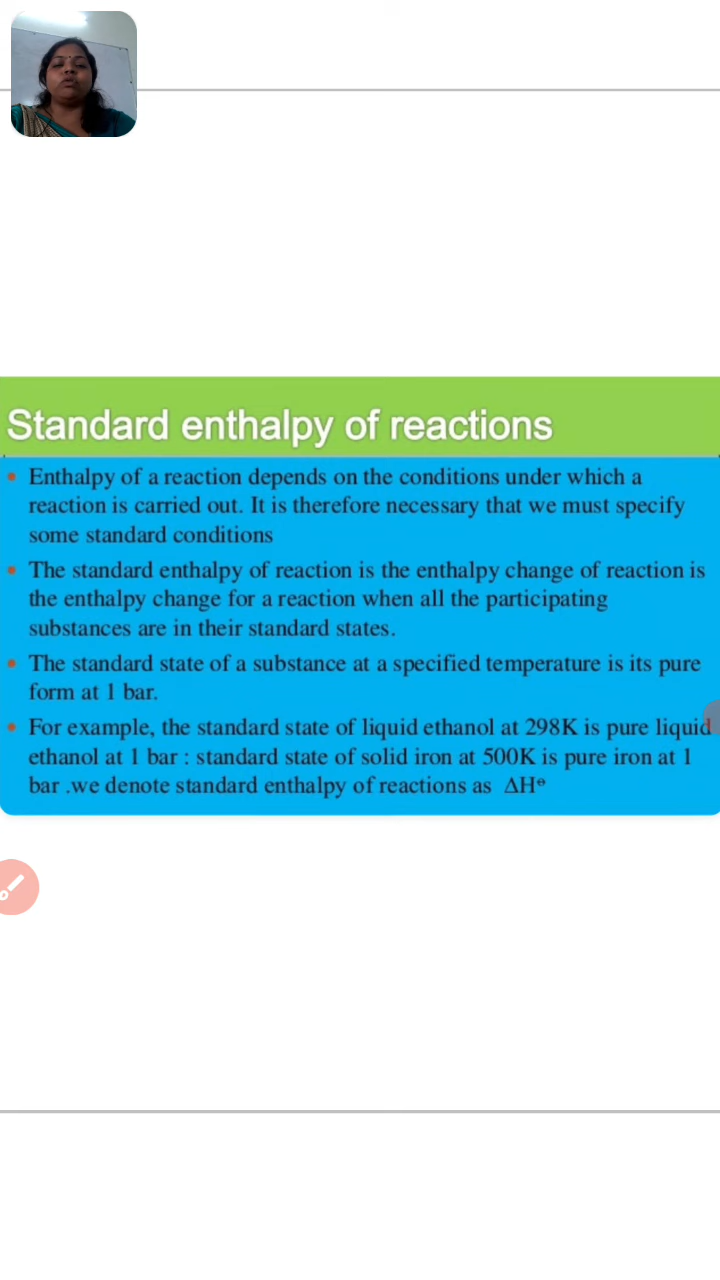 Standard enthalpy of reactions
• Enthalpy of a reaction depends on the conditions under which a
reaction is carried out. It is therefore necessary that we must specify
some standard conditions
• The standard enthalpy of reaction is the enthalpy change of reaction is
the enthalpy change for a reaction when all the participating
substances are in their standard states.
• The standard state of a substance at a specified temperature is its pure
form at 1 bar.
• For example, the standard state of liquid ethanol at 298K is pure liquid
ethanol at 1 bar : standard state of solid iron at 500K is pure iron at 1
bar .we denote standard enthalpy of reactions as ΔH⊖